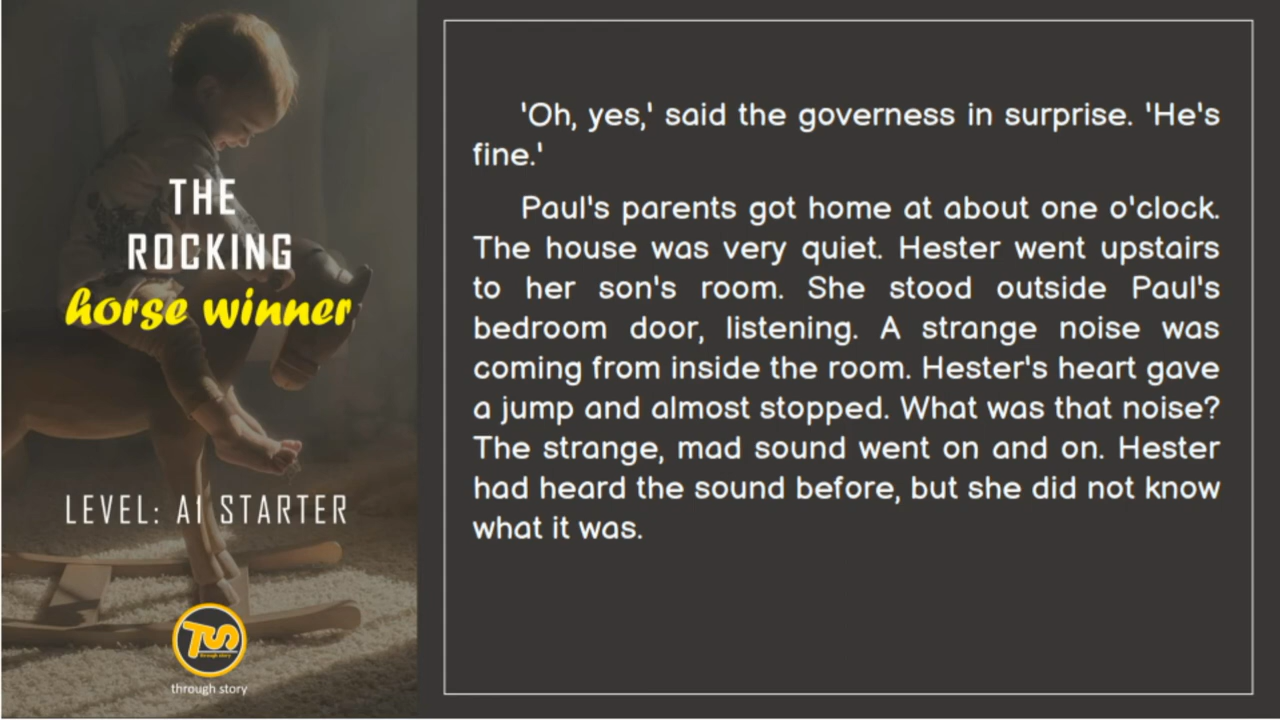 THE
ROCKING
horse winner
LEVEL: A1 STARTER
TS
through story
through story
'Oh, yes,' said the governess in surprise. 'He's
fine.'
Paul's parents got home at about one o'clock.
The house was very quiet. Hester went upstairs
to her son's room. She stood outside Paul's
bedroom door, listening. A strange noise was
coming from inside the room. Hester's heart gave
a jump and almost stopped. What was that noise?
The strange, mad sound went on and on. Hester
had heard the sound before, but she did not know
what it was.